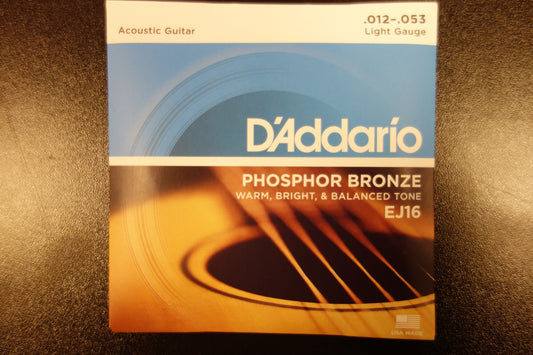 Acoustic Guitar
.012–.053
Light Gauge
D'Addario
PHOSPHOR BRONZE
WARM, BRIGHT, & BALANCED TONE
EJ16
USA MADE